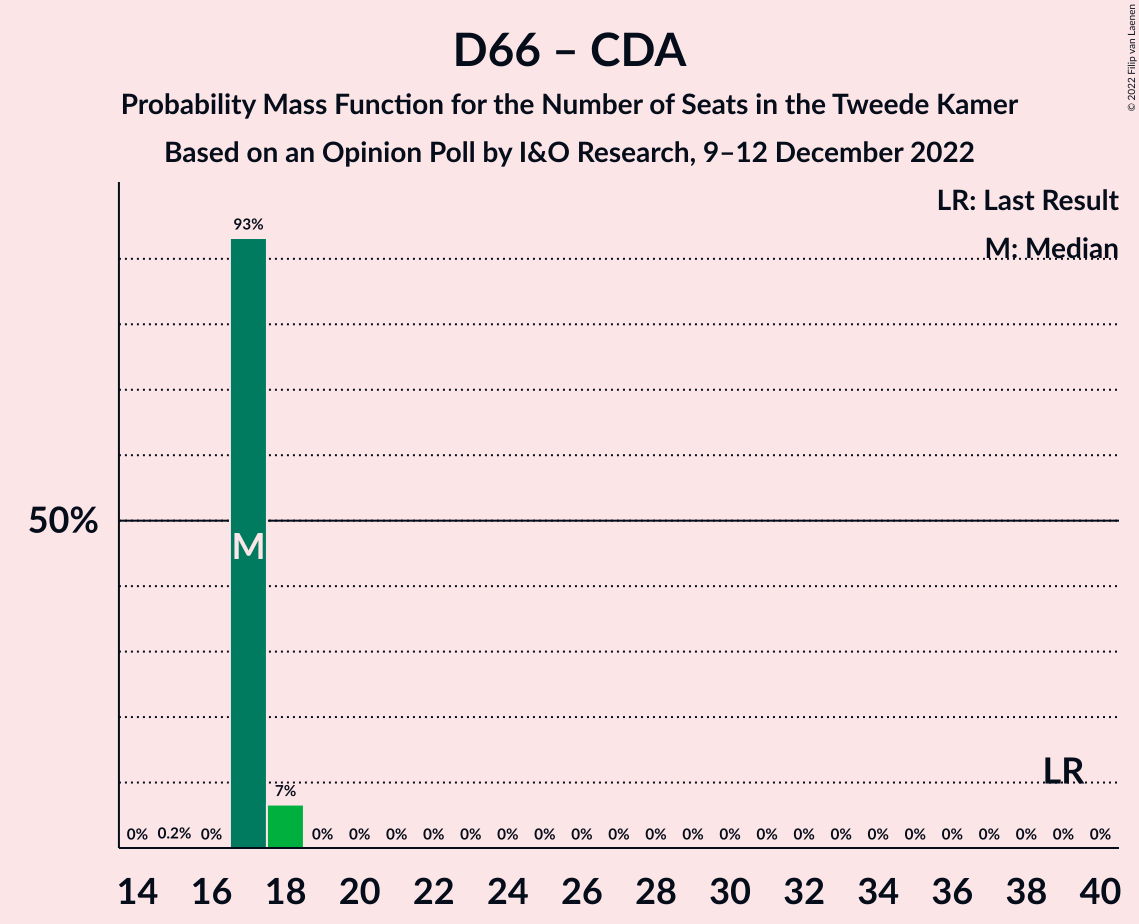 D66 – CDA
Probability Mass Function for the Number of Seats in the Tweede Kamer
Based on an Opinion Poll by I&O Research, 9–12 December 2022
© 2022 Filip van Laenen
LR: Last Result
M: Median
93%
50%
M
LR
7%
0% 0.2% 0% 0% 0% 0% 0% 0% 0% 0% 0% 0% 0% 0% 0% 0% 0% 0% 0% 0% 0% 0% 0% 0% 0%
14 16 18 20 22 24 26 28 30 32 34 36 38 40